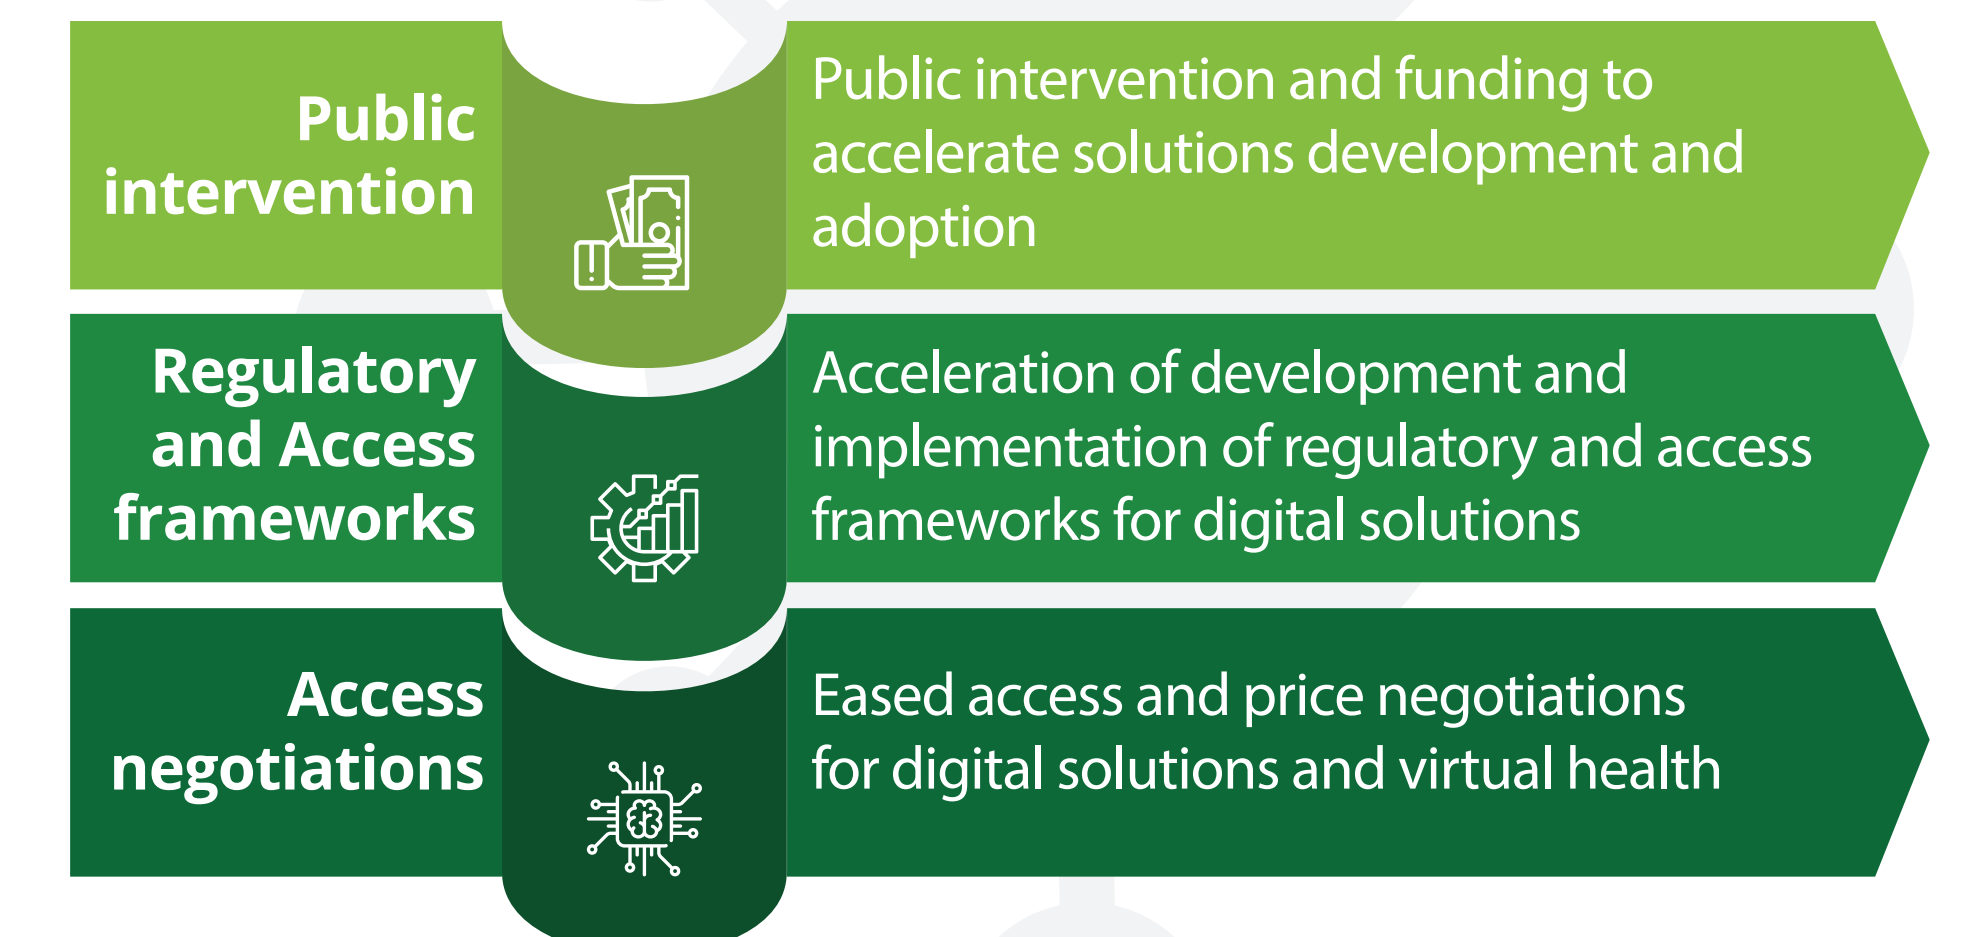 Public
intervention
Public intervention and funding to
accelerate solutions development and
adoption
Regulatory
and Access
frameworks
Acceleration of development and
implementation of regulatory and access
frameworks for digital solutions
Access
negotiations
Eased access and price negotiations
for digital solutions and virtual health